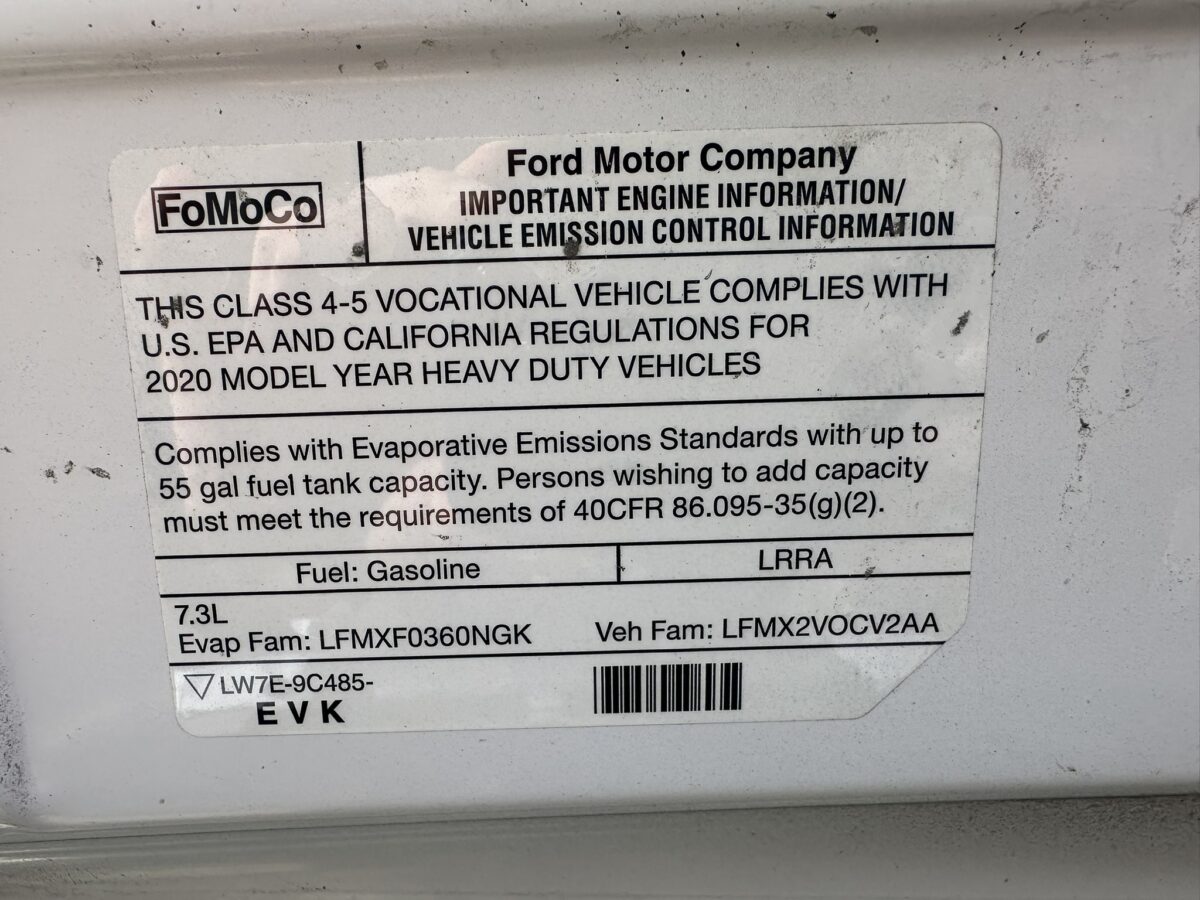 FoMoCo
Ford Motor Company
IMPORTANT ENGINE INFORMATION/
VEHICLE EMISSION CONTROL INFORMATION
THIS CLASS 4-5 VOCATIONAL VEHICLE COMPLIES WITH
U.S. EPA AND CALIFORNIA REGULATIONS FOR
2020 MODEL YEAR HEAVY DUTY VEHICLES
Complies with Evaporative Emissions Standards with up to
55 gal fuel tank capacity. Persons wishing to add capacity
must meet the requirements of 40CFR 86.095-35(g)(2).
Fuel: Gasoline
LRRA
7.3L
Evap Fam: LFMXF0360NGK
Veh Fam: LFMX2VOCV2AA
LW7E-9C485-
E V K